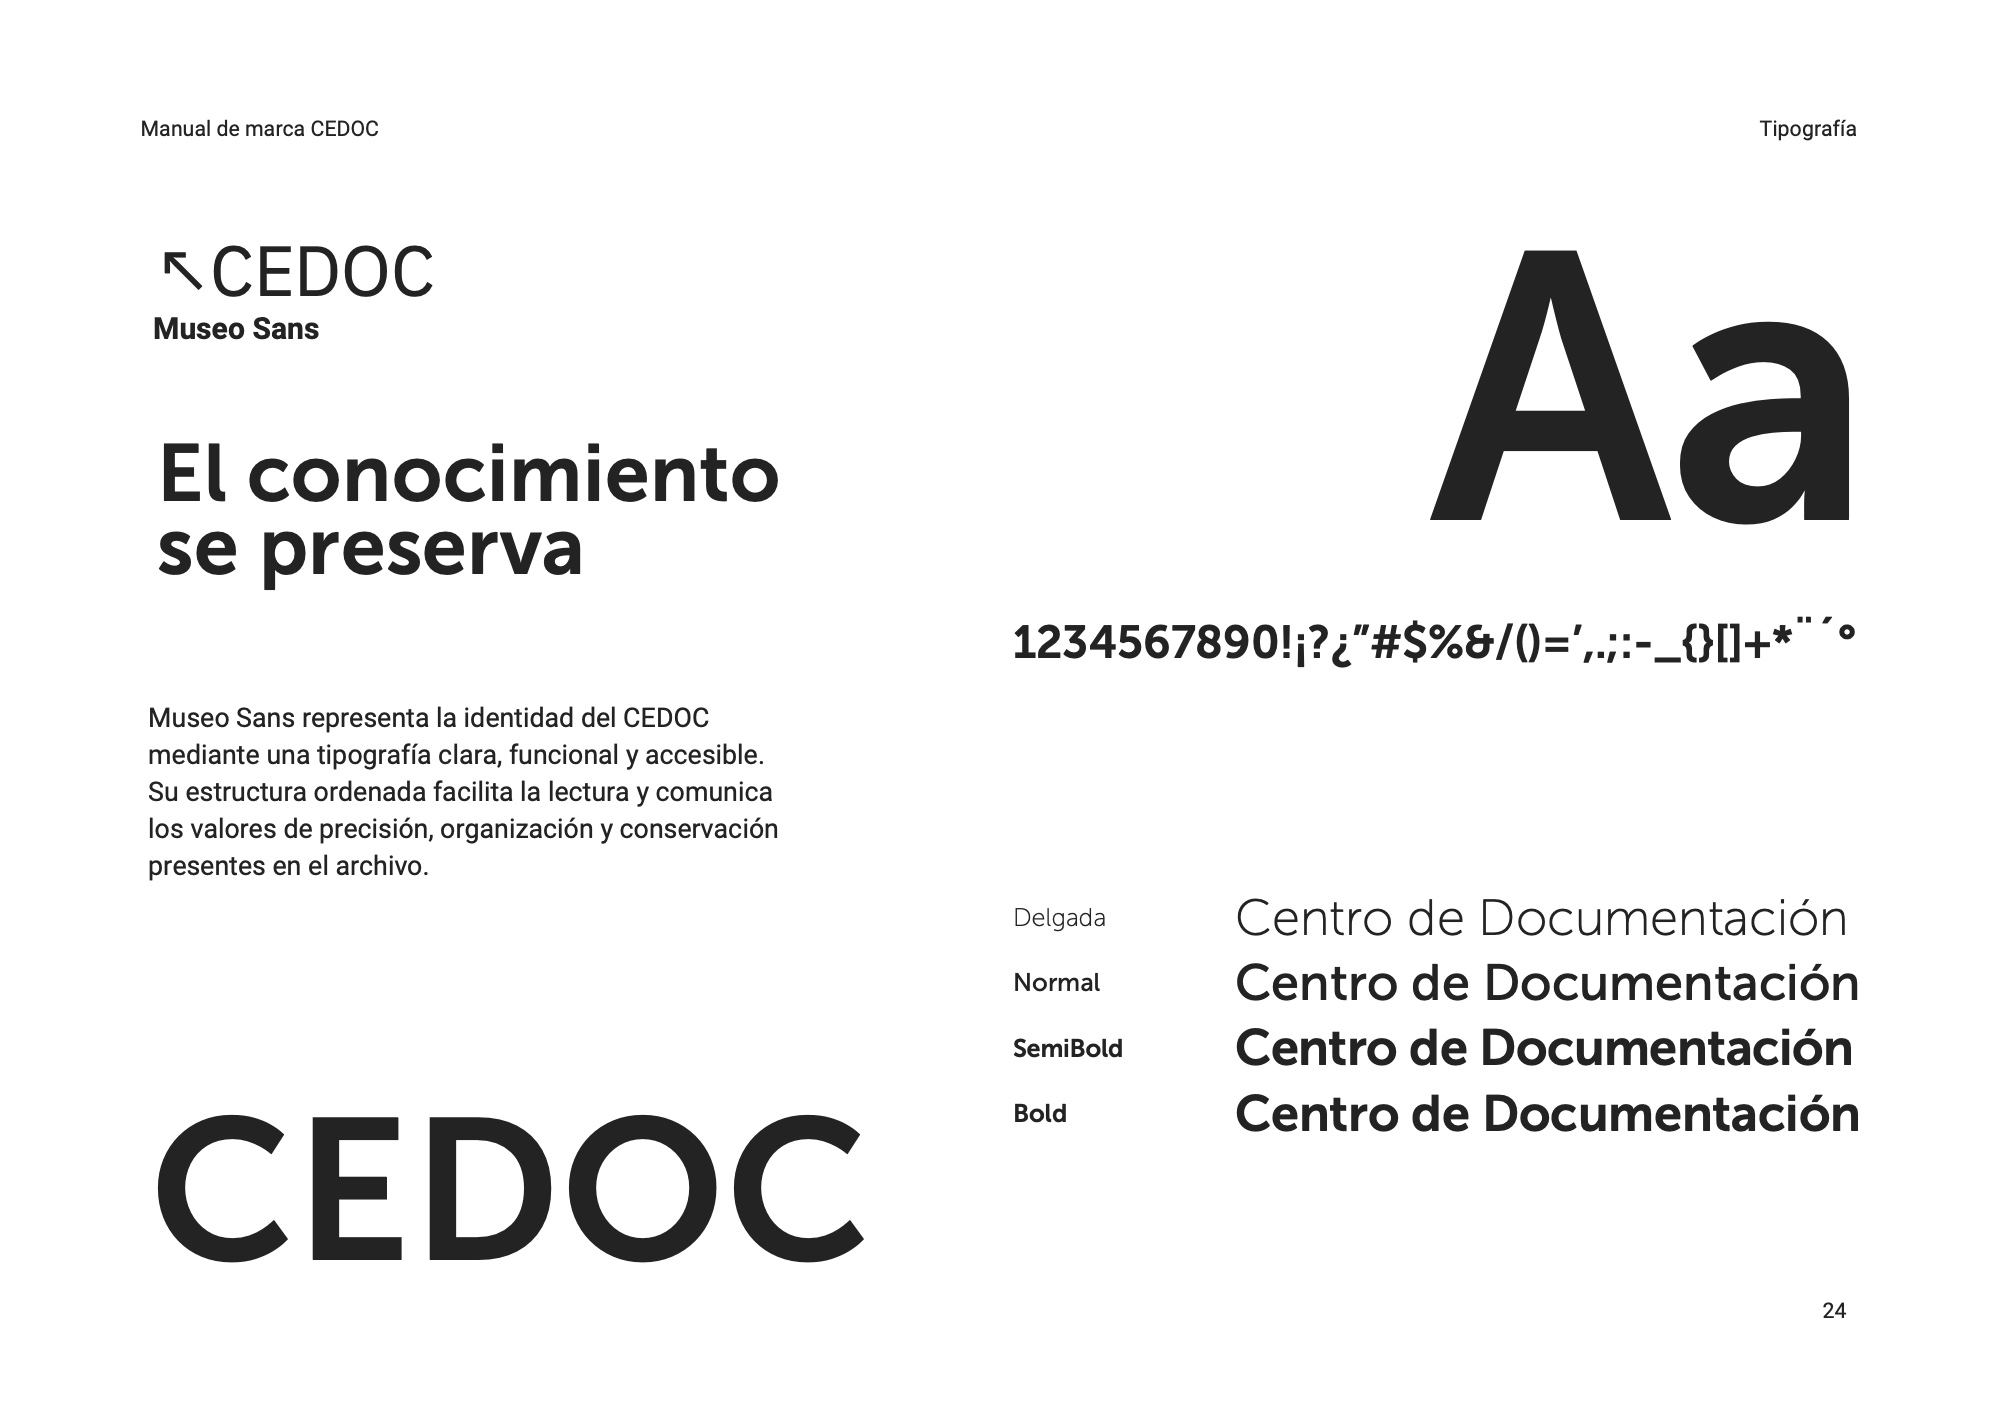 Manual de marca CEDOC
Tipografía
↖CEDOC
Museo Sans
El conocimiento
se preserva
Museo Sans representa la identidad del CEDOC
mediante una tipografía clara, funcional y accesible.
Su estructura ordenada facilita la lectura y comunica
los valores de precisión, organización y conservación
presentes en el archivo.
CEDOC
Aa
1234567890!¡?¿”#$%&/()=’,.;:-_{}[]+*¨´°
Delgada Centro de Documentación
Normal Centro de Documentación
SemiBold Centro de Documentación
Bold Centro de Documentación
24